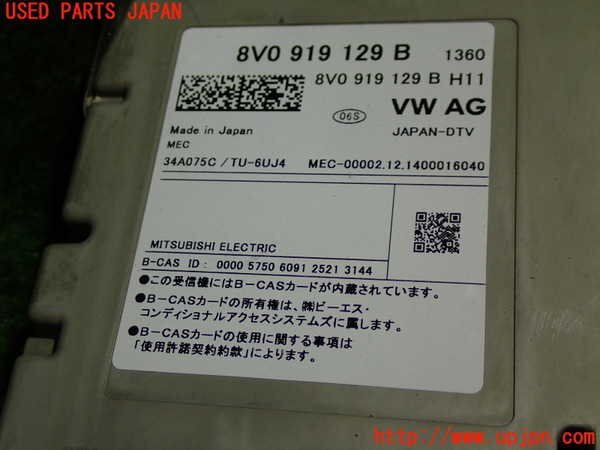 USED PARTS JAPAN
8V0 919 129 B 1360
8V0 919 129 B H11
06S
VW AG
Made in Japan
JAPAN-DTV
MEC
34A075C / TU-6UJ4 MEC-00002.12.1400016040
MITSUBISHI ELECTRIC
B-CAS ID : 0000 5750 6091 2521 3144
●この受信機にはB-CASカードが内蔵されています。
●B-CASカードの所有権は、㈱ビーエス・
コンディショナルアクセスシステムズに属します。
●B-CASカードの使用に関する事項は
「使用許諾契約約款」によります。
http://www.upjpn.com